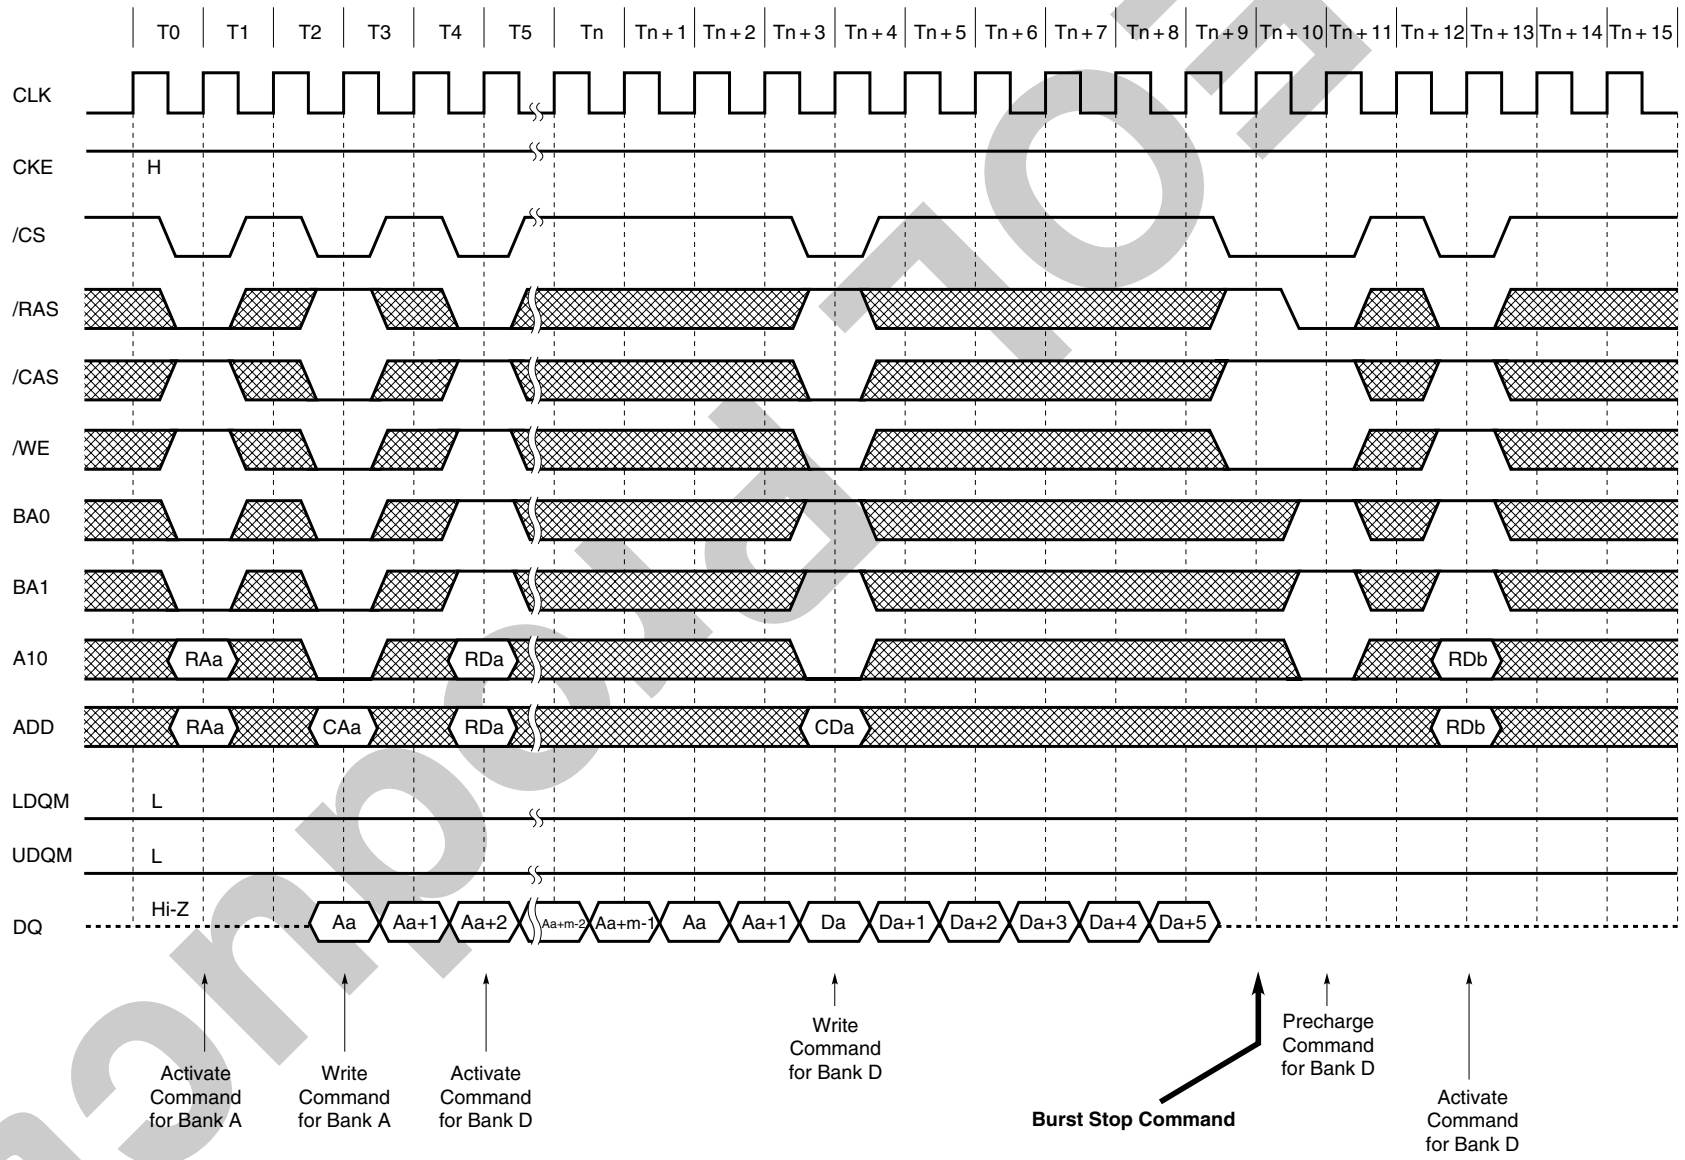 T0 T1 T2 T3 T4 T5 Tn Tn + 1 Tn + 2 Tn + 3 Tn + 4 Tn + 5 Tn + 6 Tn + 7 Tn + 8 Tn + 9 Tn + 10 Tn + 11 Tn + 12 Tn + 13 Tn + 14 Tn + 15
CLK
CKE H
/CS
/RAS
/CAS
/WE
BA0
BA1
A10 RAa RDa RDb
ADD RAa CAa RDa CDa RDb
LDQM L
UDQM L
DQ Hi-Z Aa Aa+1 Aa+2 Aa+m-2 Aa+m-1 Aa Aa+1 Da Da+1 Da+2 Da+3 Da+4 Da+5
Activate
Command
for Bank A
Write
Command
for Bank A
Activate
Command
for Bank D
Write
Command
for Bank D
Burst Stop Command
Precharge
Command
for Bank D
Activate
Command
for Bank D
EOL Product